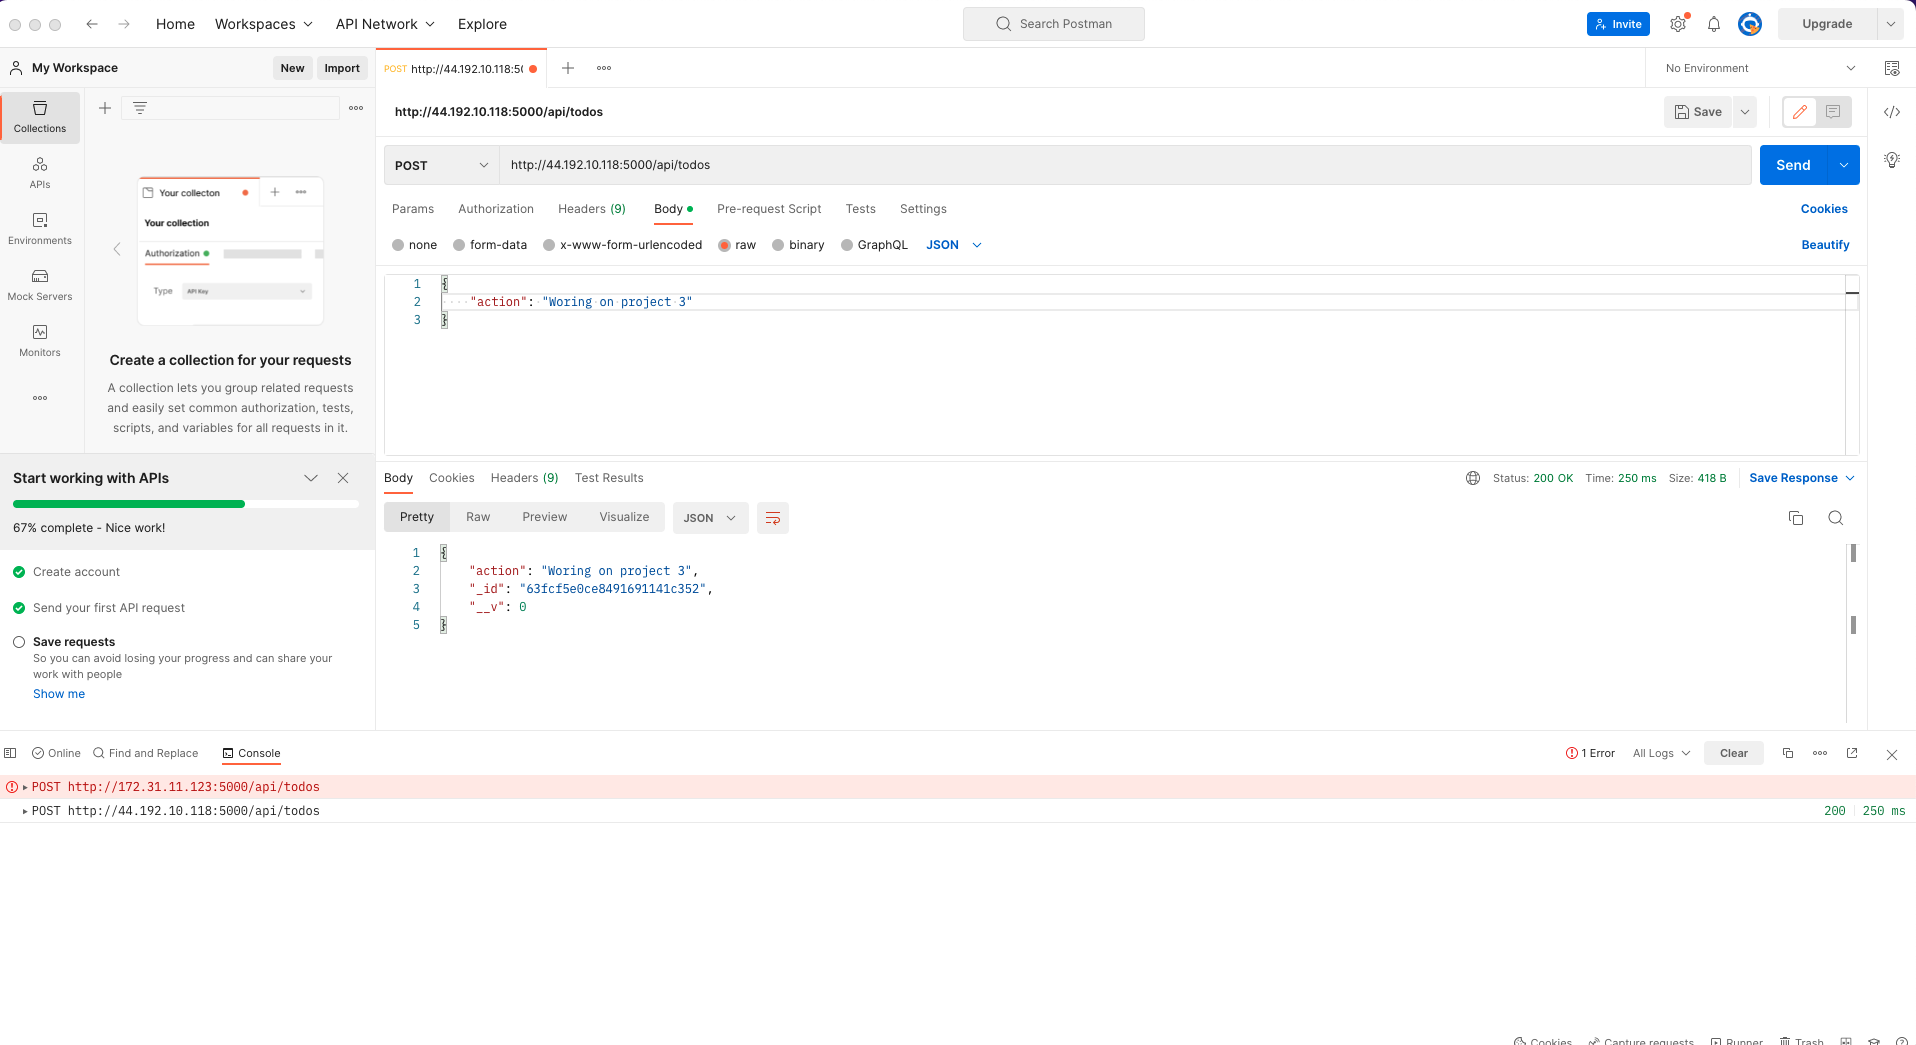 Home Workspaces API Network Explore Search Postman Invite Upgrade
My Workspace New Import
POST http://44.192.10.118:50 No Environment
Collections
APIs
Environments
Mock Servers
Monitors
Your collecton
Your collection
Authorization
Type API Key
Create a collection for your requests
A collection lets you group related requests
and easily set common authorization, tests,
scripts, and variables for all requests in it.
Start working with APIs
67% complete - Nice work!
Create account
Send your first API request
Save requests
So you can avoid losing your progress and can share your
work with people
Show me
http://44.192.10.118:5000/api/todos Save
POST http://44.192.10.118:5000/api/todos Send
Params Authorization Headers (9) Body Pre-request Script Tests Settings Cookies
none form-data x-www-form-urlencoded raw binary GraphQL JSON Beautify
1 {
2 "action": "Woring on project 3"
3 }
Body Cookies Headers (9) Test Results Status: 200 OK Time: 250 ms Size: 418 B Save Response
Pretty Raw Preview Visualize JSON
1 {
2 "action": "Woring on project 3",
3 "_id": "63fcf5e0ce8491691141c352",
4 "__v": 0
5 }
Online Find and Replace Console 1 Error All Logs Clear
POST http://172.31.11.123:5000/api/todos
POST http://44.192.10.118:5000/api/todos 200 250 ms
Cookies Capture requests Runner Trash